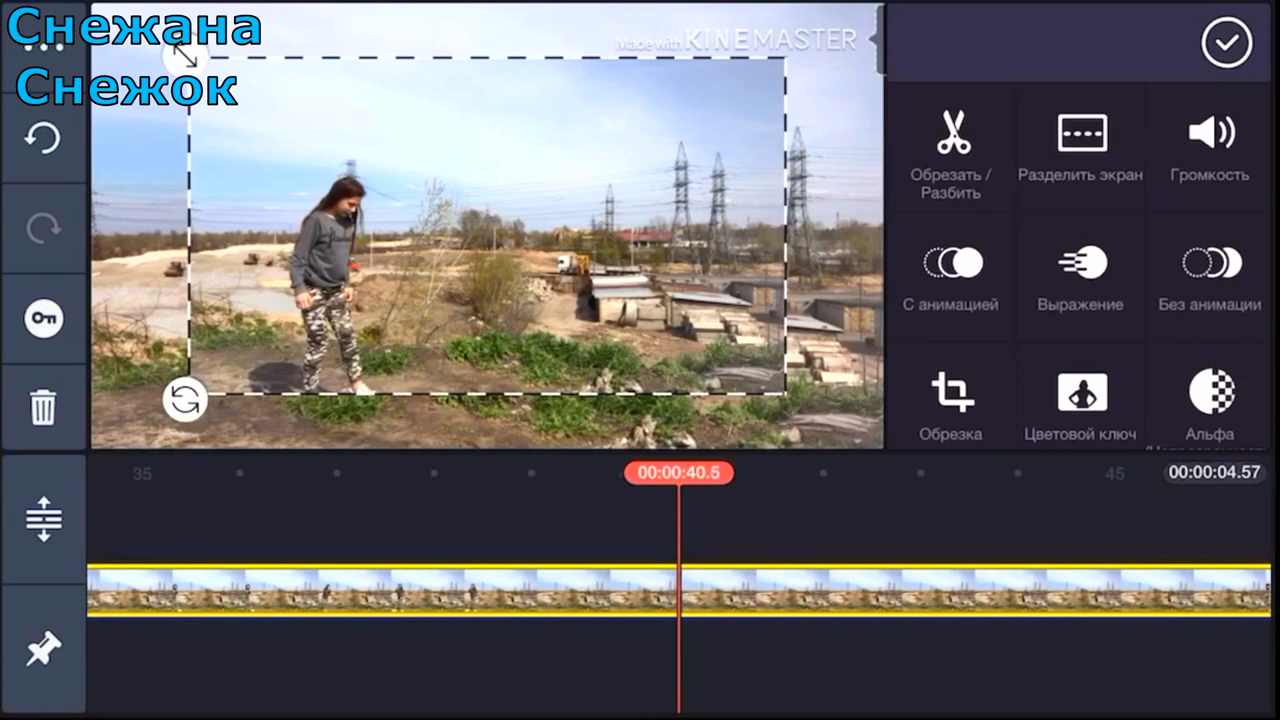 Снежана
Снежок
Made with KINEMASTER
Обрезать /
Разбить
Разделить экран
Громкость
С анимацией
Выражение
Без анимации
Обрезка
Цветовой ключ
Альфа
35
00:00:40.5
45
00:00:04.57